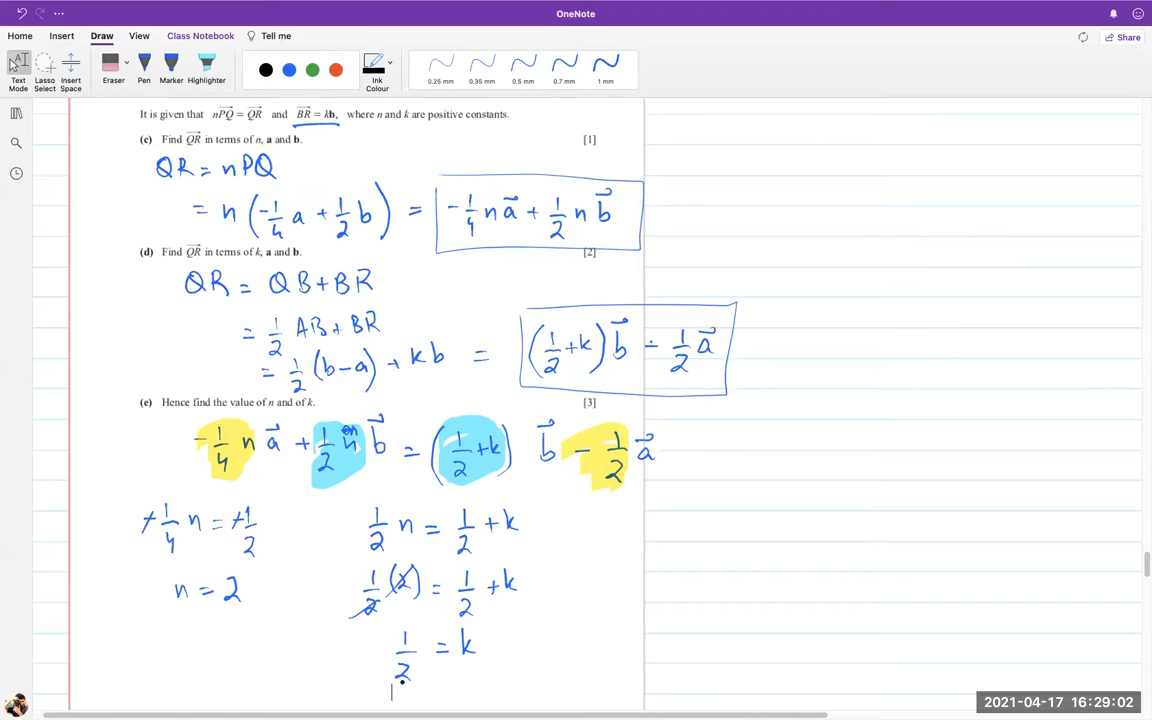 OneNote
Home Insert Draw View Class Notebook Tell me
Share
Text Mode Lasso Select Insert Space Eraser Pen Marker Highlighter Ink Colour 0.25 mm 0.35 mm 0.5 mm 0.7 mm 1 mm
It is given that nPQ⃗ = QR⃗ and BR⃗ = kb, where n and k are positive constants.
(c) Find QR⃗ in terms of n, a and b. [1]
QR = nPQ
= n (-1/4 a + 1/2 b) = -1/4 n a⃗ + 1/2 n b⃗
(d) Find QR⃗ in terms of k, a and b. [2]
QR = QB + BR
= 1/2 AB + BR
= 1/2 (b - a) + kb = (1/2 + k) b⃗ - 1/2 a⃗
(e) Hence find the value of n and of k. [3]
-1/4 n a⃗ + 1/2 n b⃗ = (1/2 + k) b⃗ - 1/2 a⃗
-1/4 n = -1/2 1/2 n = 1/2 + k
n = 2 1/2 (2) = 1/2 + k
1/2 = k
2021-04-17 16:29:02